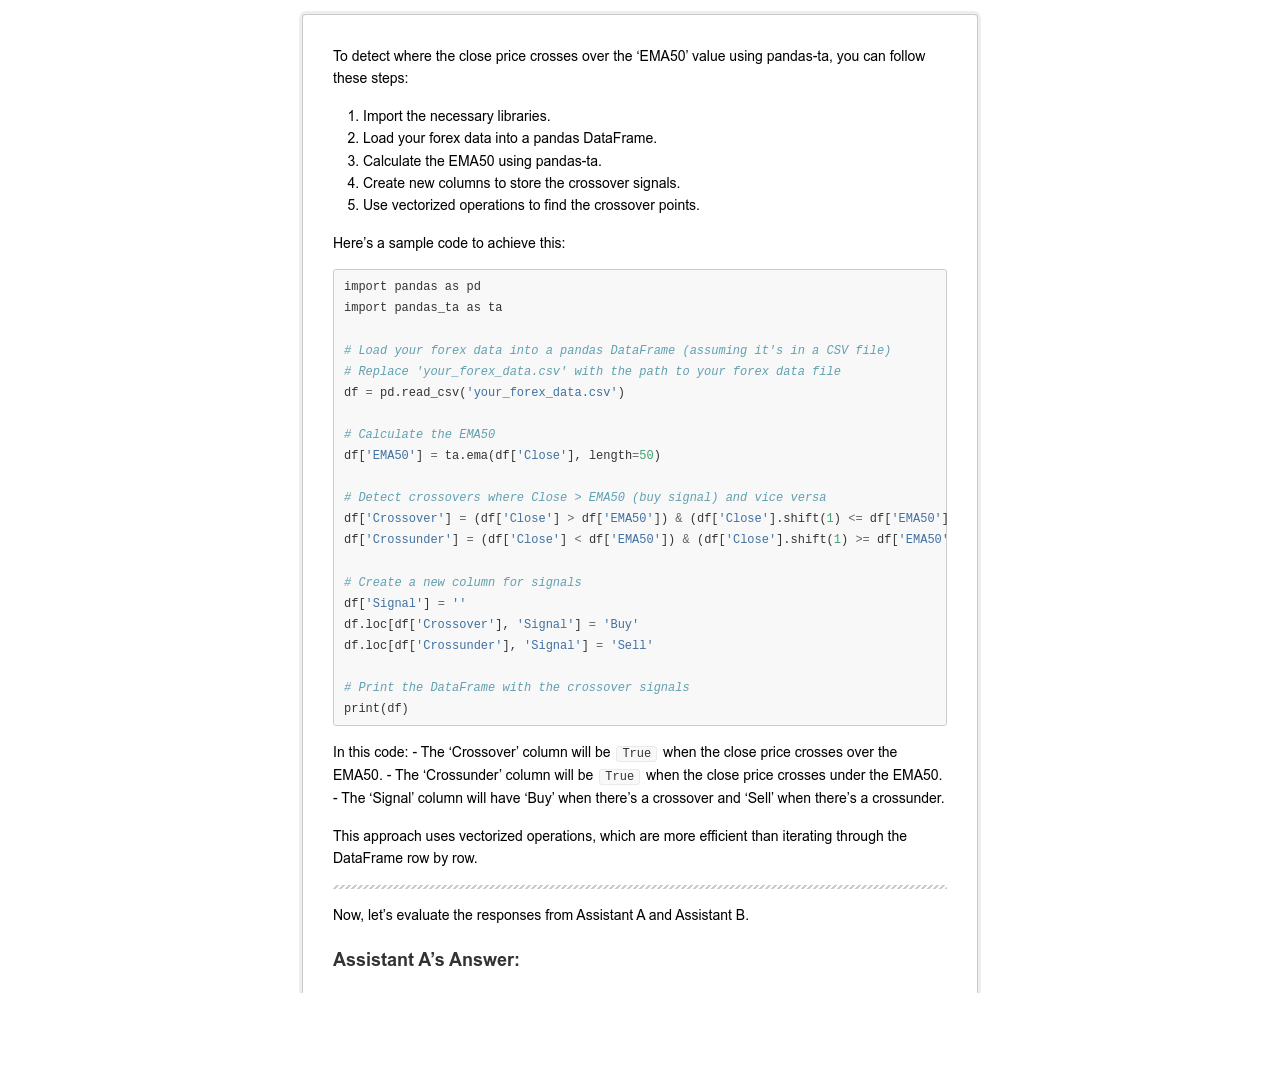 To detect where the close price crosses over the ‘EMA50’ value using pandas-ta, you can follow
these steps:
1. Import the necessary libraries.
2. Load your forex data into a pandas DataFrame.
3. Calculate the EMA50 using pandas-ta.
4. Create new columns to store the crossover signals.
5. Use vectorized operations to find the crossover points.
Here’s a sample code to achieve this:
import pandas as pd
import pandas_ta as ta
# Load your forex data into a pandas DataFrame (assuming it's in a CSV file)
# Replace 'your_forex_data.csv' with the path to your forex data file
df = pd.read_csv('your_forex_data.csv')
# Calculate the EMA50
df['EMA50'] = ta.ema(df['Close'], length=50)
# Detect crossovers where Close > EMA50 (buy signal) and vice versa
df['Crossover'] = (df['Close'] > df['EMA50']) & (df['Close'].shift(1) <= df['EMA50']
df['Crossunder'] = (df['Close'] < df['EMA50']) & (df['Close'].shift(1) >= df['EMA50'
# Create a new column for signals
df['Signal'] = ''
df.loc[df['Crossover'], 'Signal'] = 'Buy'
df.loc[df['Crossunder'], 'Signal'] = 'Sell'
# Print the DataFrame with the crossover signals
print(df)
In this code: - The ‘Crossover’ column will be True when the close price crosses over the
EMA50. - The ‘Crossunder’ column will be True when the close price crosses under the EMA50.
- The ‘Signal’ column will have ‘Buy’ when there’s a crossover and ‘Sell’ when there’s a crossunder.
This approach uses vectorized operations, which are more efficient than iterating through the
DataFrame row by row.
Now, let’s evaluate the responses from Assistant A and Assistant B.
Assistant A’s Answer: